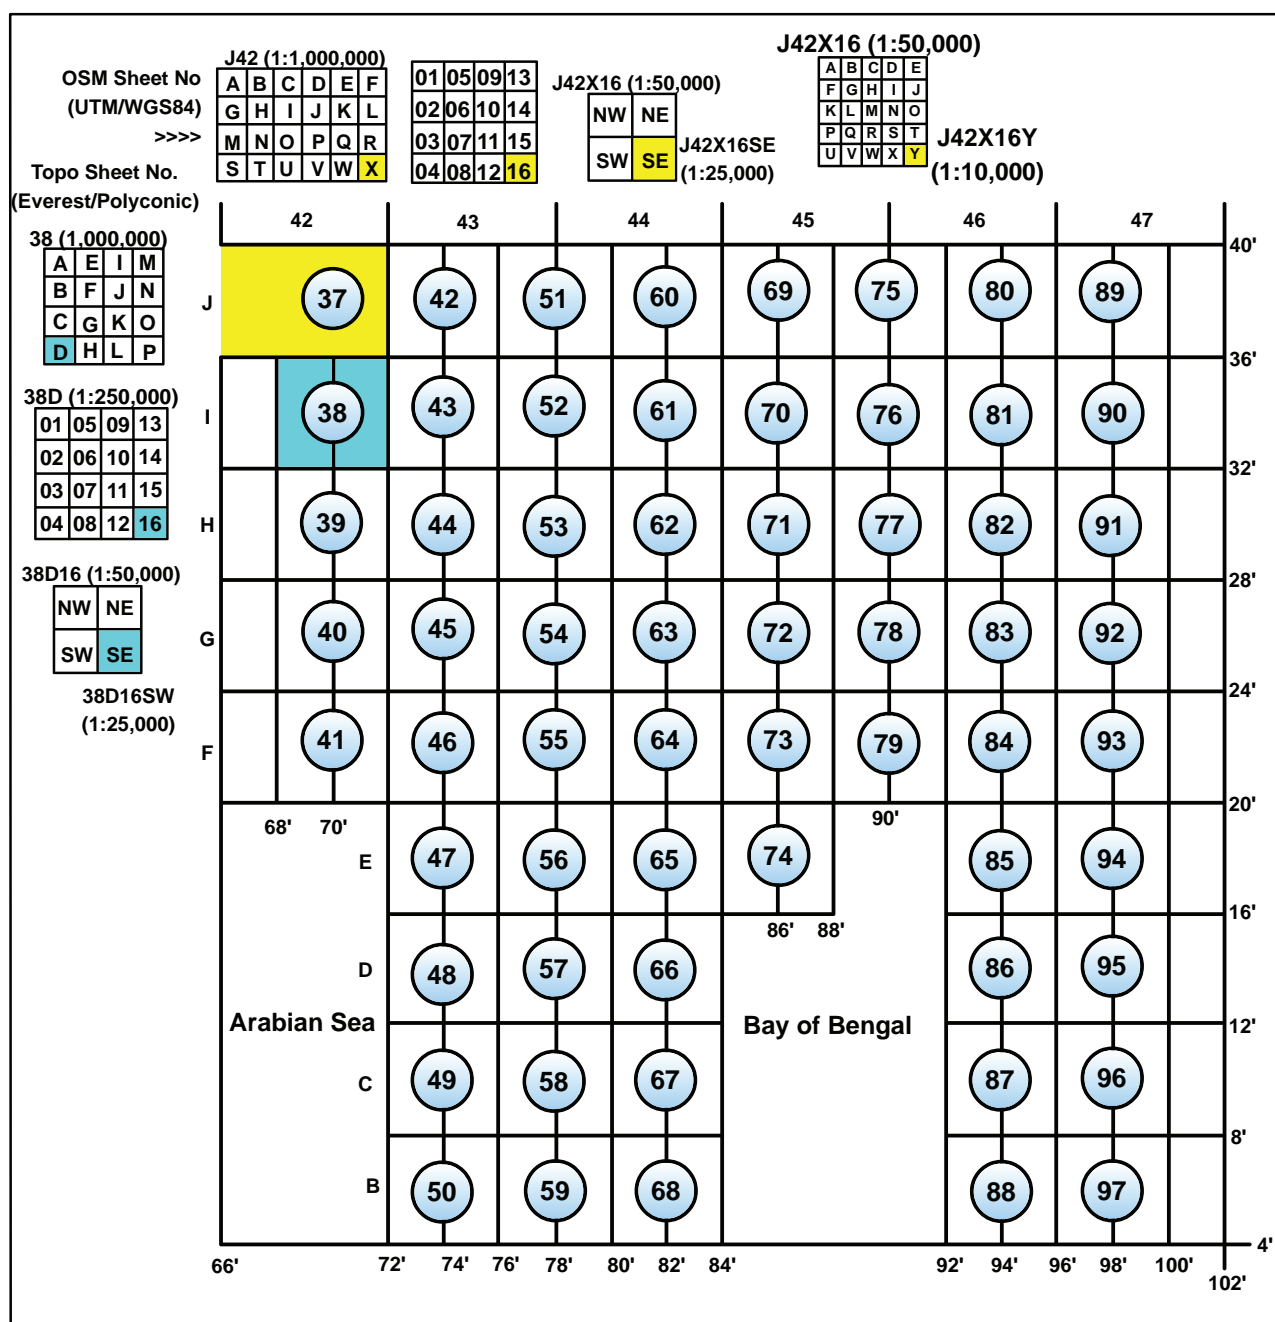 J42 (1:1,000,000)
OSM Sheet No
(UTM/WGS84)
>>>>
A B C D E F
G H I J K L
M N O P Q R
S T U V W X
01 05 09 13
02 06 10 14
03 07 11 15
04 08 12 16
J42X16 (1:50,000)
NW NE
SW SE
J42X16SE
(1:25,000)
J42X16 (1:50,000)
A B C D E
F G H I J
K L M N O
P Q R S T
U V W X Y
J42X16Y
(1:10,000)
Topo Sheet No.
(Everest/Polyconic)
38 (1,000,000)
A E I M
B F J N
C G K O
D H L P
38D (1:250,000)
01 05 09 13
02 06 10 14
03 07 11 15
04 08 12 16
38D16 (1:50,000)
NW NE
SW SE
38D16SW
(1:25,000)
42 43 44 45 46 47
40'
J 37 42 51 60 69 75 80 89
36'
I 38 43 52 61 70 76 81 90
32'
H 39 44 53 62 71 77 82 91
28'
G 40 45 54 63 72 78 83 92
24'
F 41 46 55 64 73 79 84 93
20'
68' 70' 90'
E 47 56 65 74 85 94
16'
86' 88'
D 48 57 66 86 95
Arabian Sea Bay of Bengal
12'
C 49 58 67 87 96
8'
B 50 59 68 88 97
4'
66' 72' 74' 76' 78' 80' 82' 84' 92' 94' 96' 98' 100'
102'